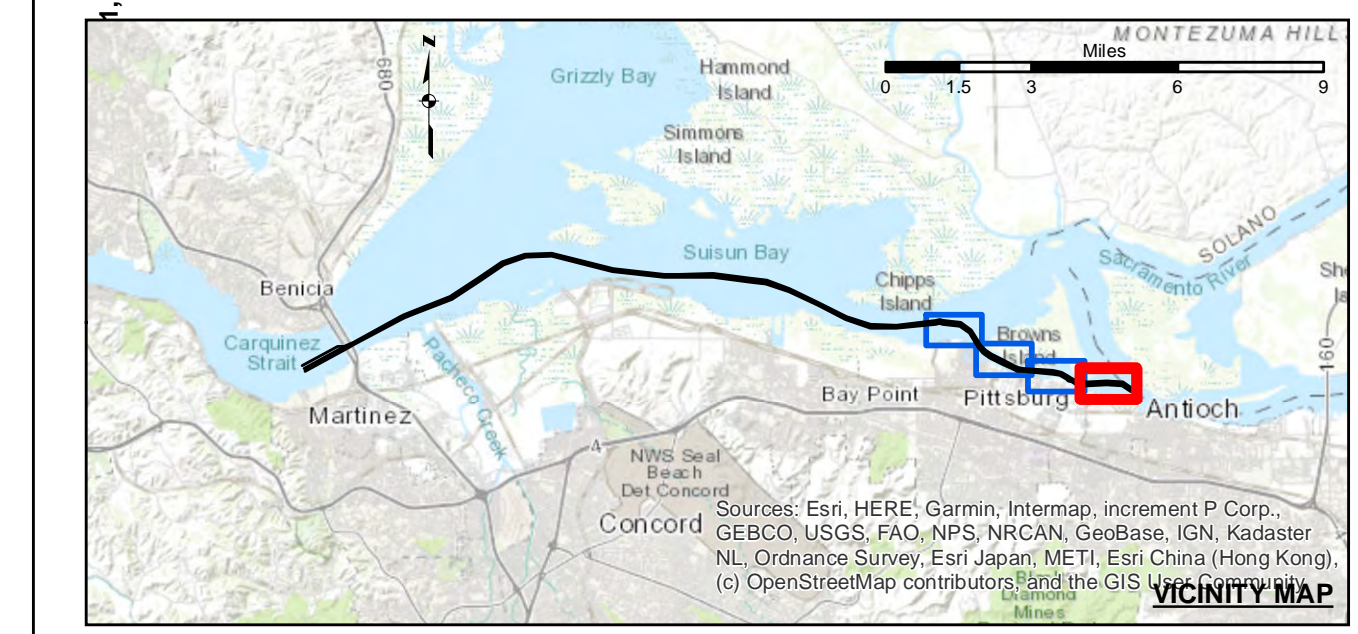 MONTEZUMA HILL
Miles
0 1.5 3 6 9
N
680
Grizzly Bay
Hammond
Island
Simmons
Island
SOLANO
Sacramento River
Suisun Bay
Chipps
Island
Benicia
Browns
Island
Carquinez
Strait
160
Pacheco Creek
Bay Point
Pittsburg
Antioch
Martinez
4
NWS Seal
Beach
Det Concord
Concord
Sources: Esri, HERE, Garmin, Intermap, increment P Corp.,
GEBCO, USGS, FAO, NPS, NRCAN, GeoBase, IGN, Kadaster
NL, Ordnance Survey, Esri Japan, METI, Esri China (Hong Kong),
(c) OpenStreetMap contributors, and the GIS User Community
Diamond
Mines
VICINITY MAP